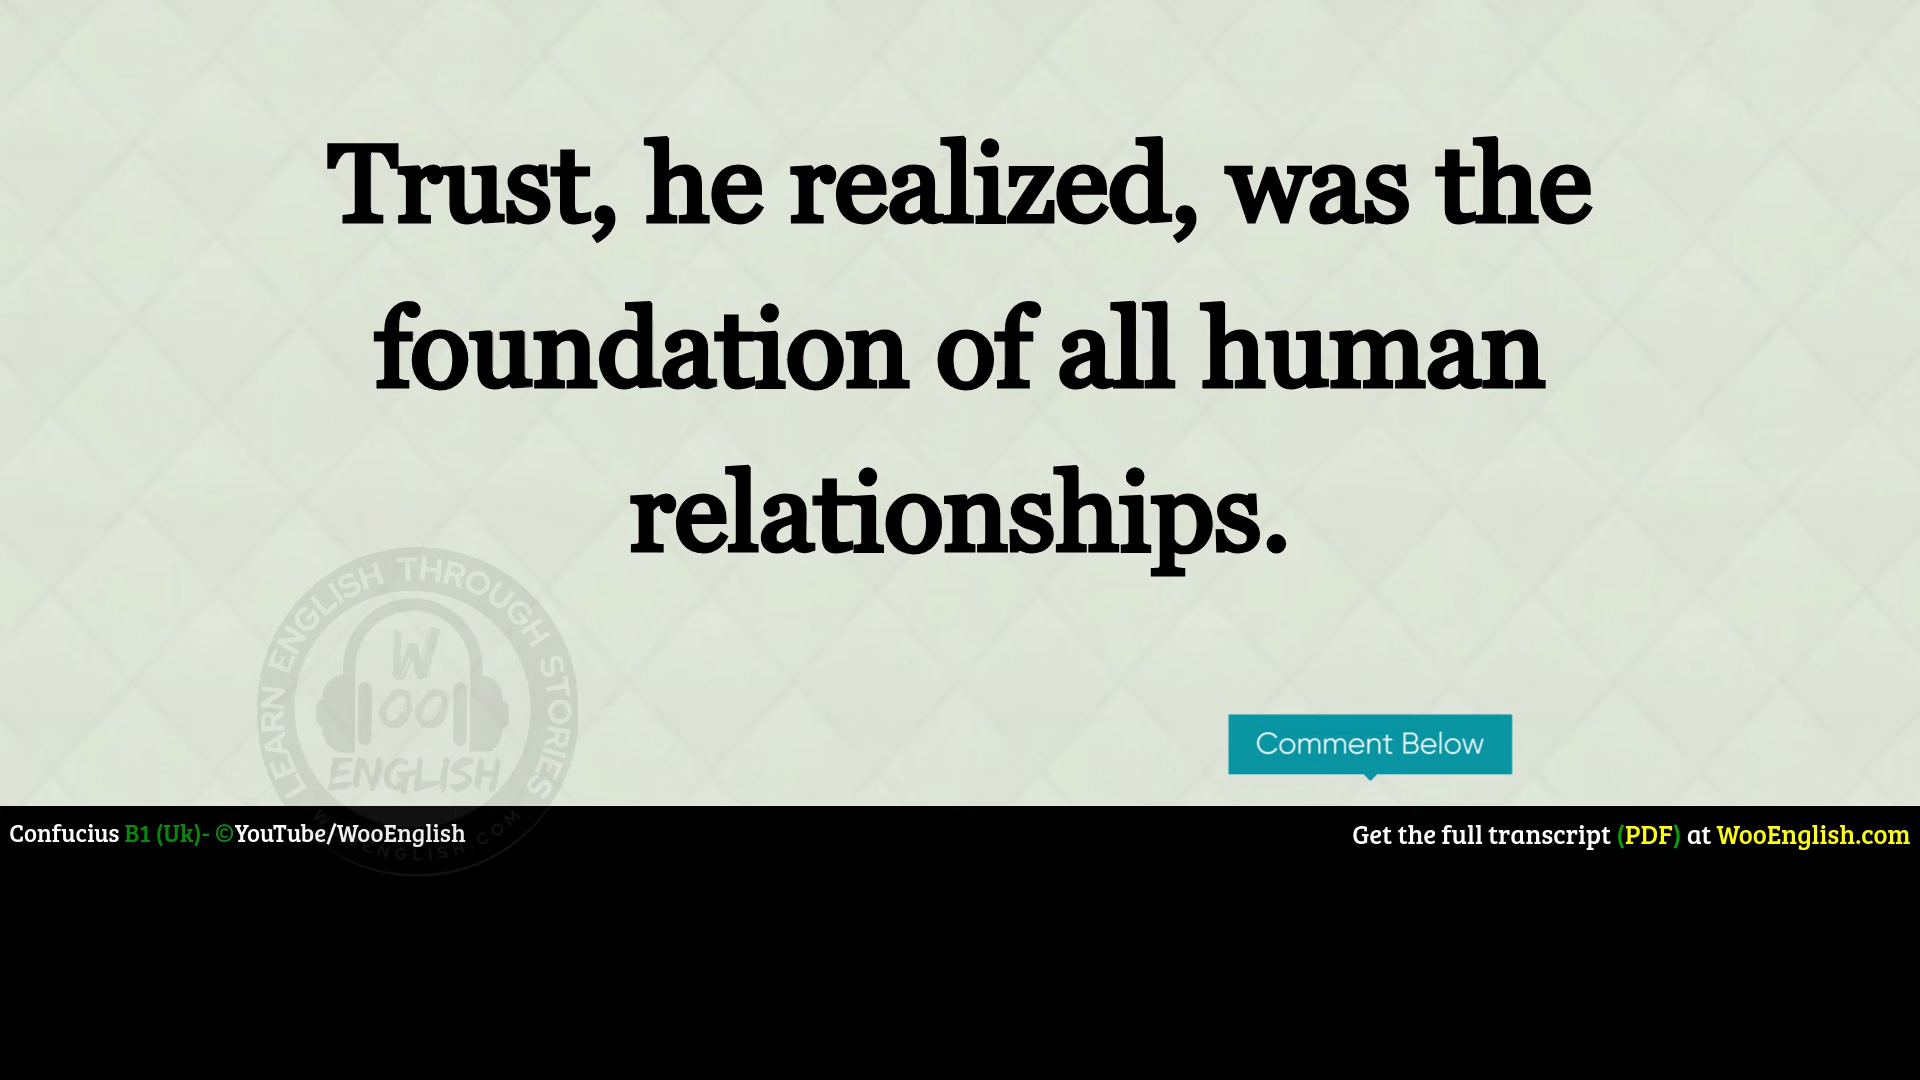 Trust, he realized, was the
foundation of all human
relationships.
LEARN ENGLISH THROUGH STORIES
W
OO
ENGLISH
Comment Below
Confucius B1 (Uk)- ©YouTube/WooEnglish
Get the full transcript (PDF) at WooEnglish.com